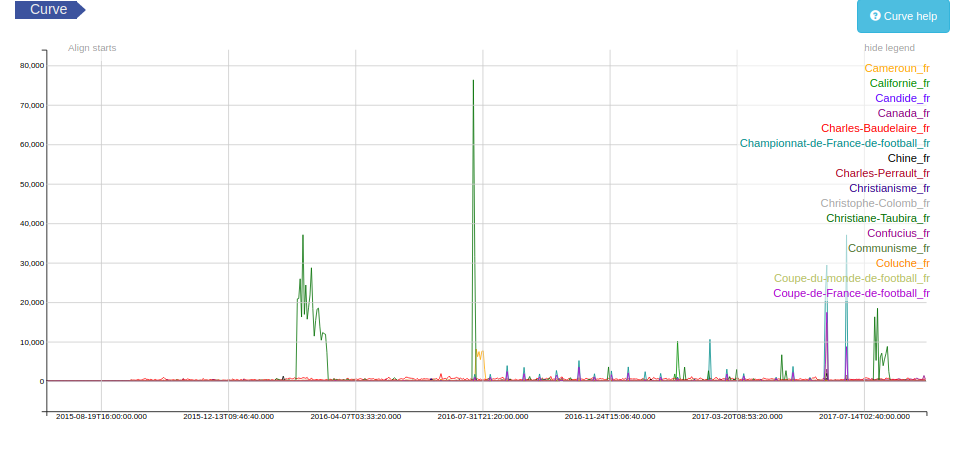 Curve
Curve help
Align starts
hide legend
Cameroun_fr
Californie_fr
Candide_fr
Canada_fr
Charles-Baudelaire_fr
Championnat-de-France-de-football_fr
Chine_fr
Charles-Perrault_fr
Christianisme_fr
Christophe-Colomb_fr
Christiane-Taubira_fr
Confucius_fr
Communisme_fr
Coluche_fr
Coupe-du-monde-de-football_fr
Coupe-de-France-de-football_fr
80,000
70,000
60,000
50,000
40,000
30,000
20,000
10,000
0
2015-08-19T16:00:00.000
2015-12-13T09:46:40.000
2016-04-07T03:33:20.000
2016-07-31T21:20:00.000
2016-11-24T15:06:40.000
2017-03-20T08:53:20.000
2017-07-14T02:40:00.000